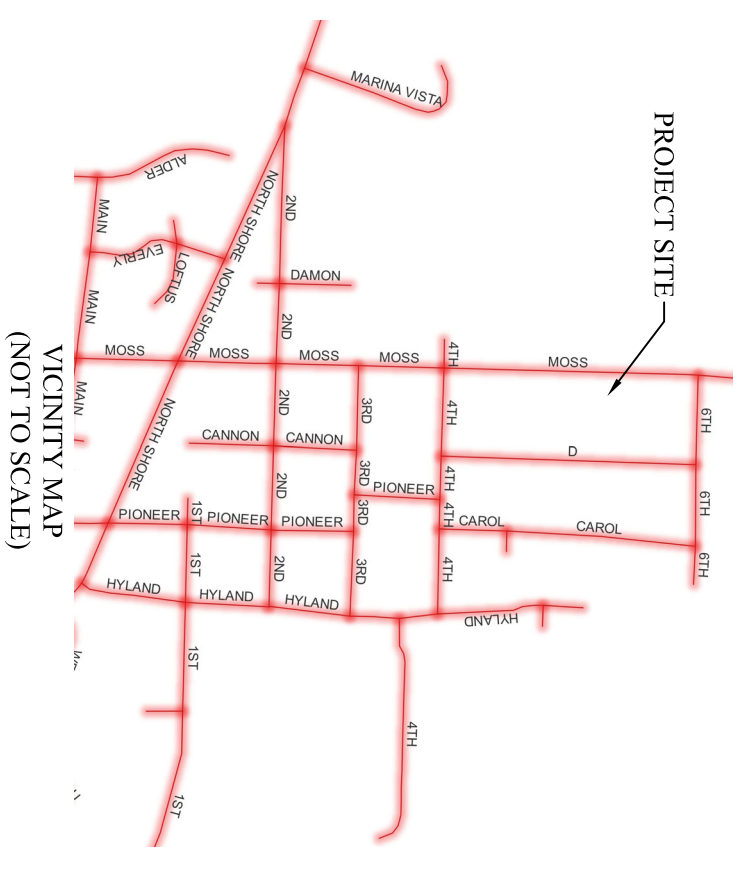 MARINA VISTA
PROJECT SITE
ALDER
NORTH SHORE
2ND
MAIN
EVERLY
LOFTUS
NORTH SHORE
DAMON
MAIN
2ND
4TH
MOSS
MOSS
MOSS
MOSS
MOSS
MAIN
2ND
3RD
4TH
6TH
NORTH SHORE
CANNON
CANNON
D
3RD
4TH
2ND
PIONEER
6TH
PIONEER
1ST
PIONEER
PIONEER
3RD
4TH
CAROL
CAROL
1ST
2ND
3RD
4TH
6TH
HYLAND
HYLAND
HYLAND
HYLAND
1ST
4TH
1ST
VICINITY MAP
(NOT TO SCALE)